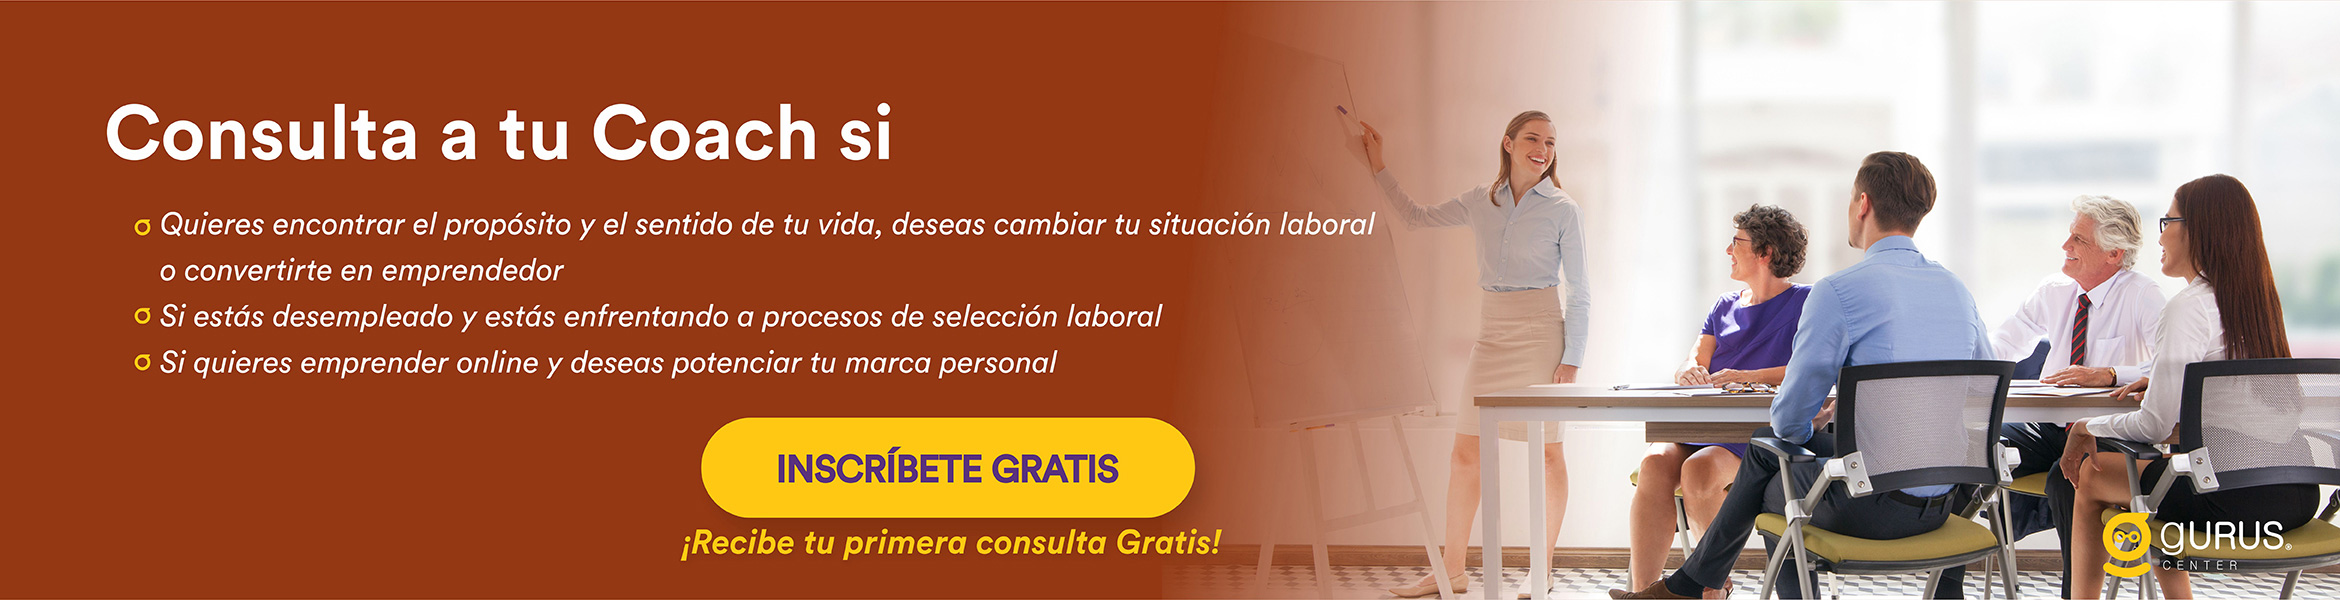 Consulta a tu Coach si
Quieres encontrar el propósito y el sentido de tu vida, deseas cambiar tu situación laboral
o convertirte en emprendedor
Si estás desempleado y estás enfrentando a procesos de selección laboral
Si quieres emprender online y deseas potenciar tu marca personal
INSCRÍBETE GRATIS
¡Recibe tu primera consulta Gratis!
gURUS®
CENTER